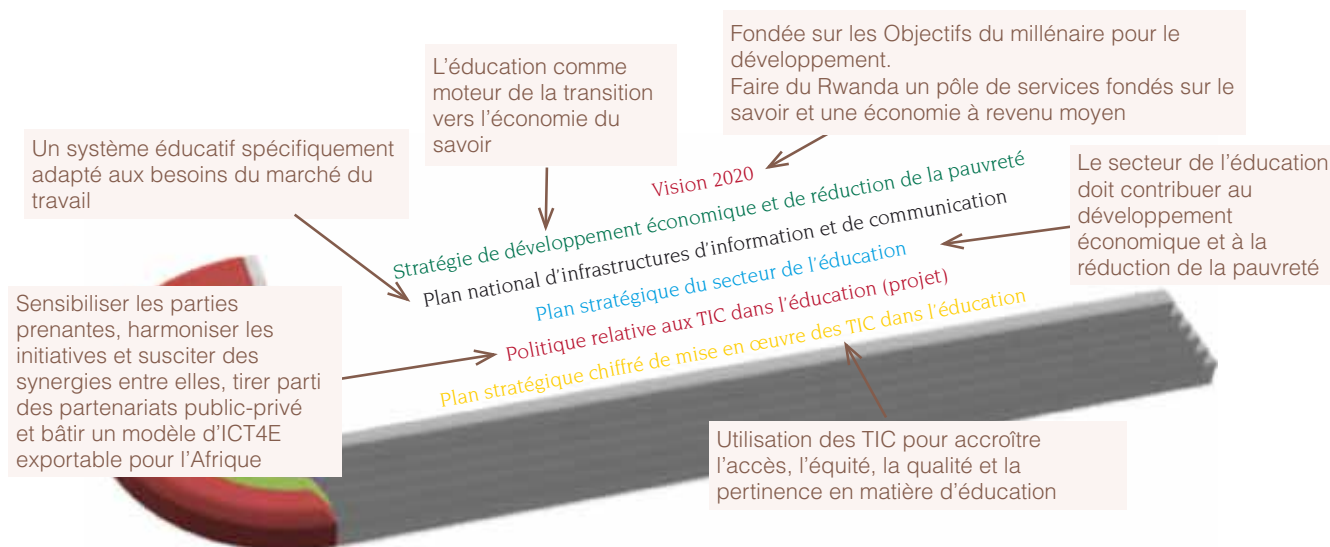 Fondée sur les Objectifs du millénaire pour le
développement.
Faire du Rwanda un pôle de services fondés sur le
savoir et une économie à revenu moyen
L’éducation comme
moteur de la transition
vers l’économie du
savoir
Un système éducatif spécifiquement
adapté aux besoins du marché du
travail
Le secteur de l’éducation
doit contribuer au
développement
économique et à la
réduction de la pauvreté
Vision 2020
Stratégie de développement économique et de réduction de la pauvreté
Plan national d’infrastructures d’information et de communication
Plan stratégique du secteur de l’éducation
Politique relative aux TIC dans l’éducation (projet)
Plan stratégique chiffré de mise en œuvre des TIC dans l’éducation
Sensibiliser les parties
prenantes, harmoniser les
initiatives et susciter des
synergies entre elles, tirer parti
des partenariats public-privé
et bâtir un modèle d’ICT4E
exportable pour l’Afrique
Utilisation des TIC pour accroître
l’accès, l’équité, la qualité et la
pertinence en matière d’éducation